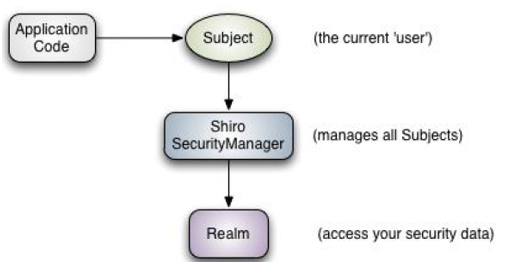 Application
Code
Subject
(the current 'user')
Shiro
SecurityManager
(manages all Subjects)
Realm
(access your security data)